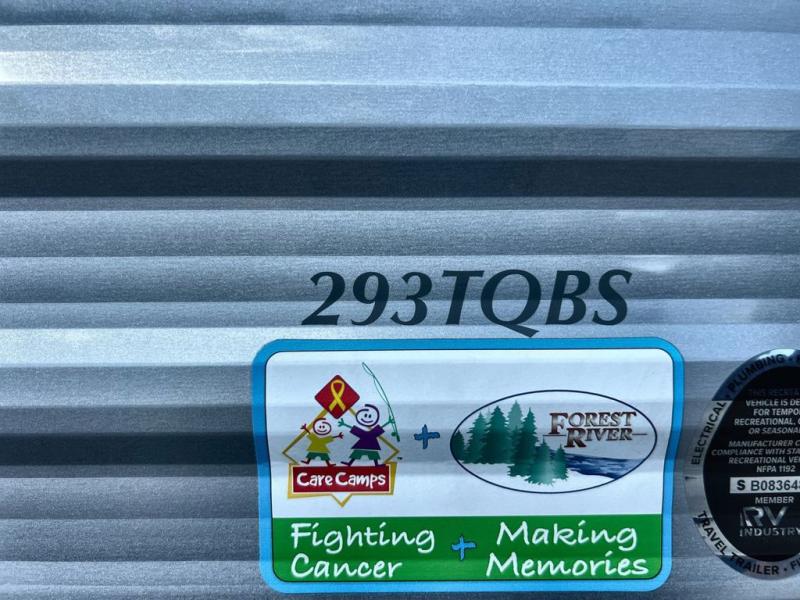 293TQBS
Care Camps
+
FOREST
RIVER
Fighting + Making
Cancer Memories
ELECTRICAL, PLUMBING
VEHICLE IS DE
FOR TEMPO
RECREATIONAL,
OR SEASONA
MANUFACTURER C
COMPLIANCE WITH STA
RECREATIONAL VE
NFPA 1192
S B083648
MEMBER
RV
INDUSTRY
TRAVEL TRAILER